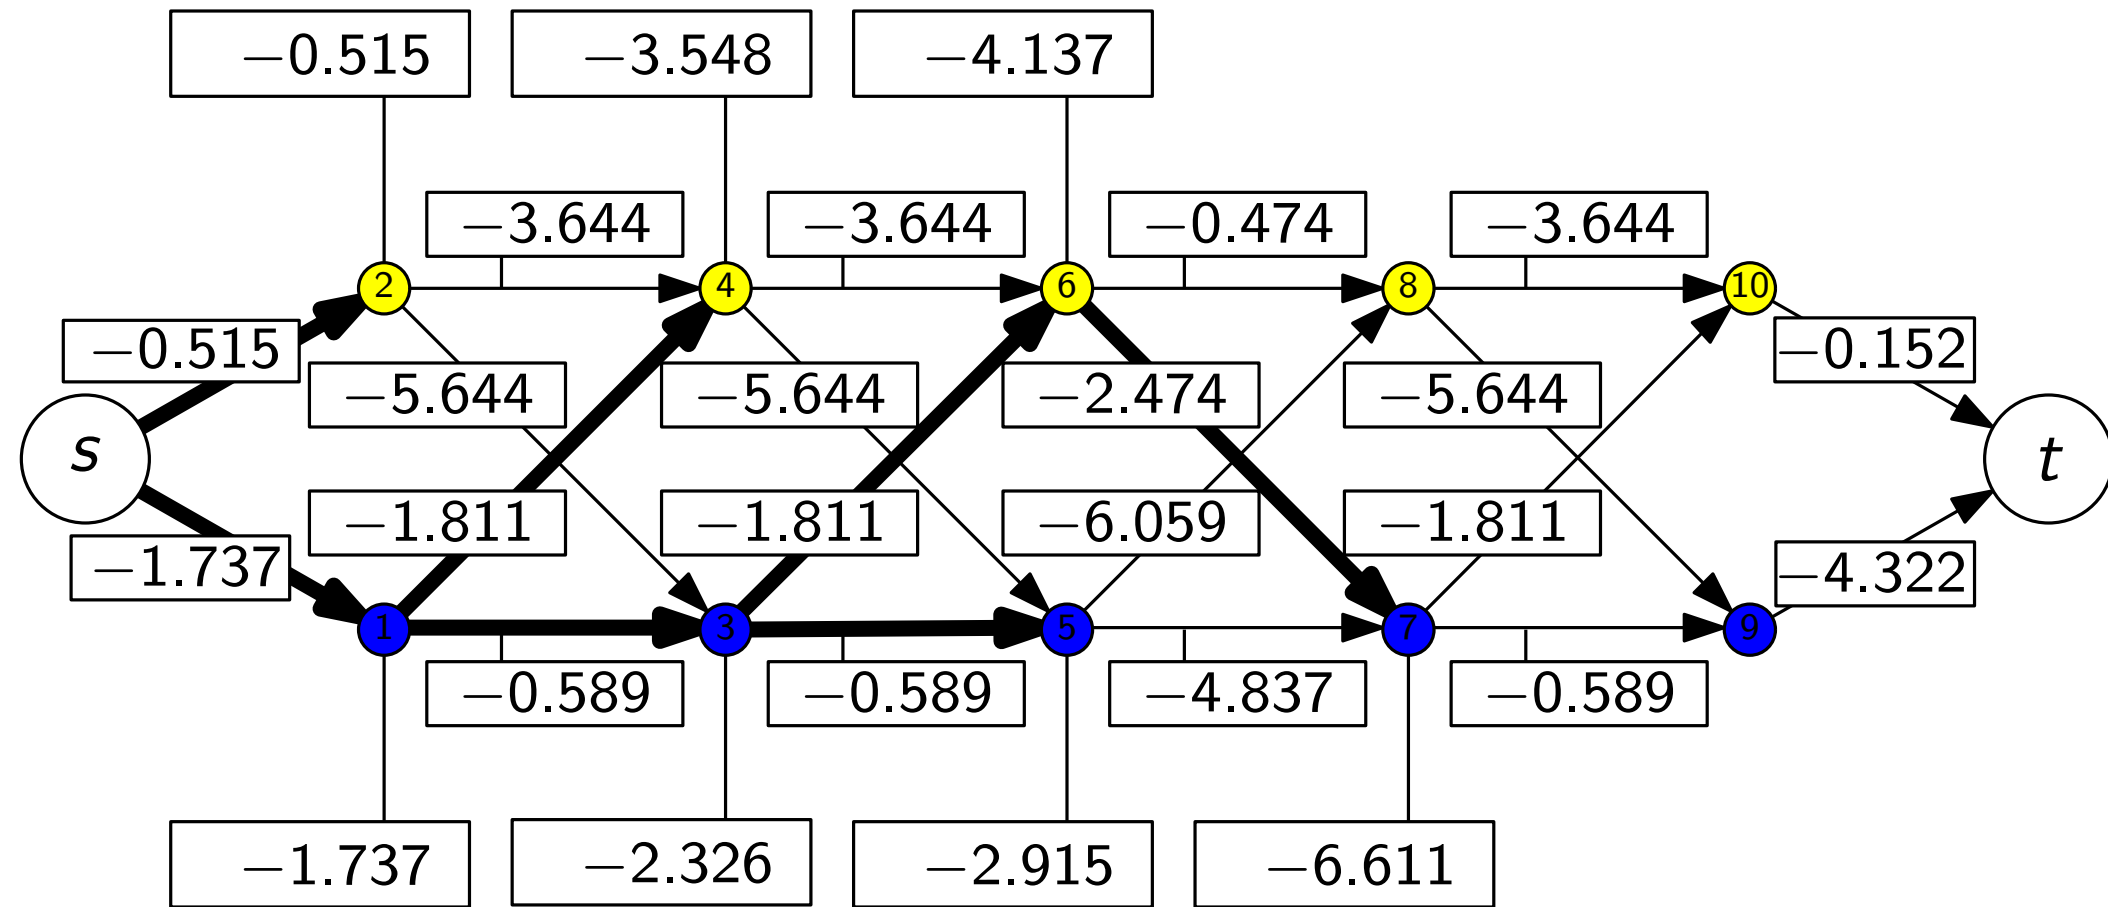 −0.515 −3.548 −4.137
−3.644 −3.644 −0.474 −3.644
2 4 6 8 10
−0.515 −0.152
−5.644 −5.644 −2.474 −5.644
s t
−1.811 −1.811 −6.059 −1.811
−1.737 −4.322
1 3 5 7 9
−0.589 −0.589 −4.837 −0.589
−1.737 −2.326 −2.915 −6.611